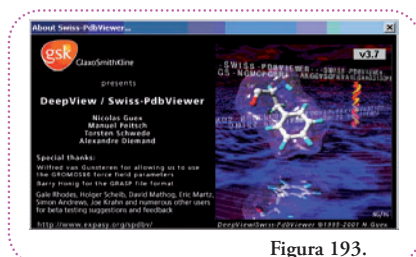 About Swiss-PdbViewer...
gsk
GlaxoSmithKline
presents
DeepView / Swiss-PdbViewer
Nicolas Guex
Manuel Peitsch
Torsten Schwede
Alexandre Diemand
Special thanks:
Wilfred van Gunsteren for allowing us to use
the GROMOS96 force field parameters
Barry Honig for the GRASP file format
Gale Rhodes, Holger Scheib, David Mathog, Eric Martz,
Simon Andrews, Joe Krahn and numerous other users
for beta testing suggestions and feedback
http://www.expasy.org/spdbv/
v3.7
SWISS-PDBVIEWER
NG/96
DeepView/Swiss-PdbViewer ©1995-2001 N.Guex
Figura 193.